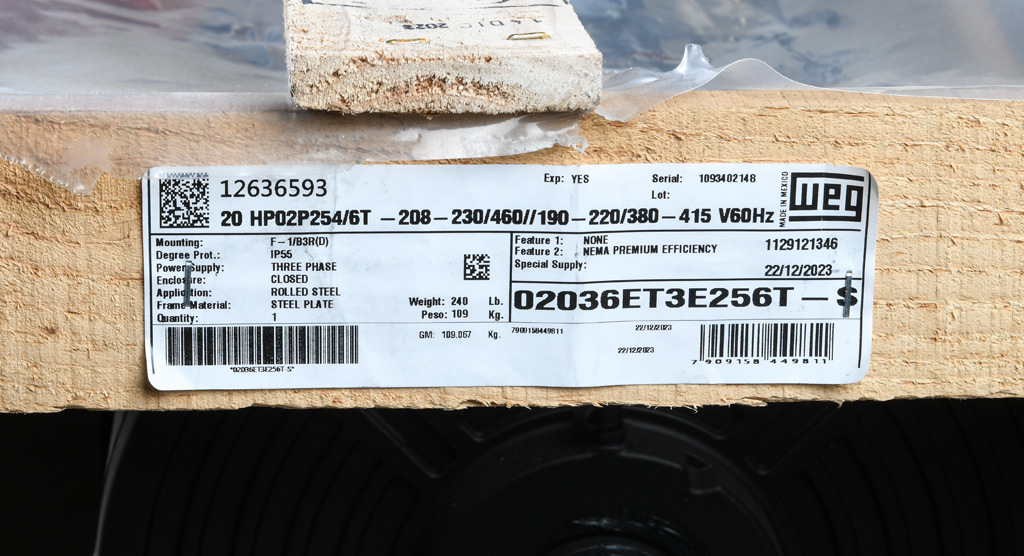 14 DIC 2023
12636593
Exp: YES
Serial: 1093402148
Lot:
20 HP02P254/6T -208-230/460//190-220/380-415 V60Hz
MADE IN MEXICO
WEG
Mounting: F-1/B3R(D)
Degree Prot.: IP55
Power Supply: THREE PHASE
Enclosure: CLOSED
Application: ROLLED STEEL
Frame Material: STEEL PLATE
Quantity: 1
Weight: 240 Lb.
Peso: 109 Kg.
GM: 109.067 Kg.
Feature 1: NONE
Feature 2: NEMA PREMIUM EFFICIENCY
Special Supply:
1129121346
22/12/2023
02036ET3E256T-S
7909158449811
22/12/2023
22/12/2023
*02036ET3E256T-S*
7 909158 449811